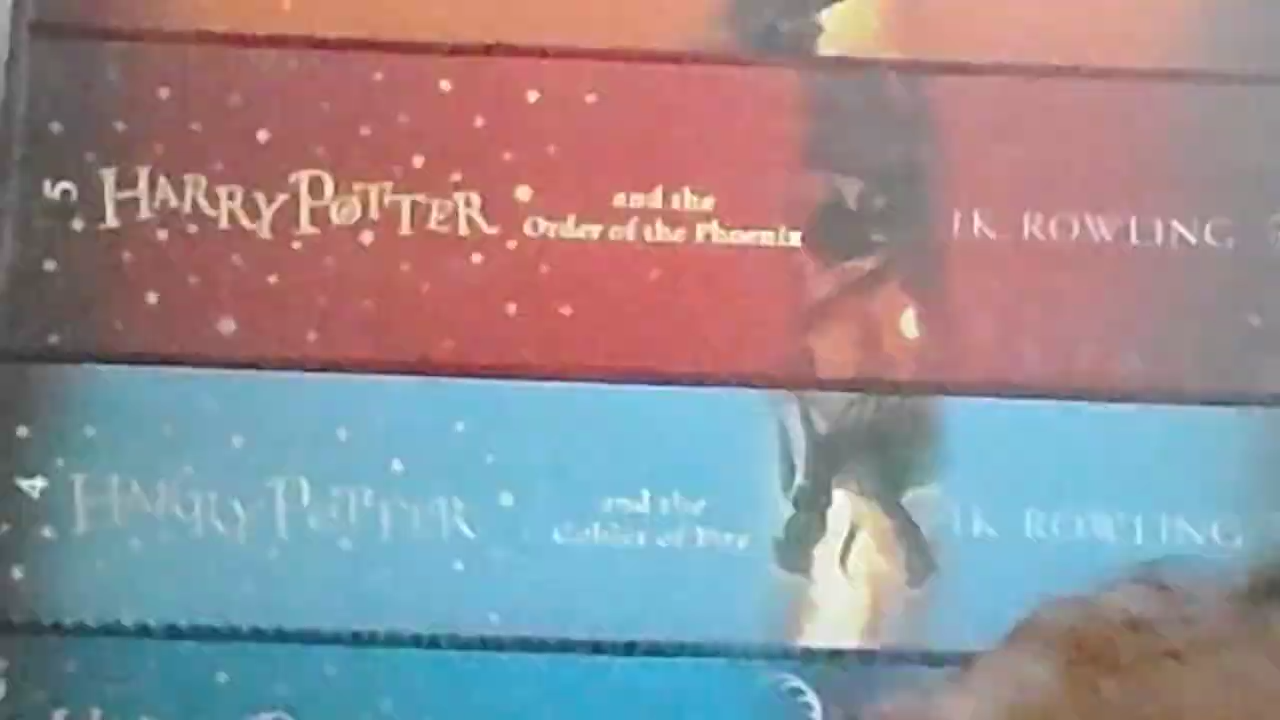 5
HARRY POTTER
and the
Order of the Phoenix
J.K. ROWLING
4
HARRY POTTER
and the
Goblet of Fire
J.K. ROWLING